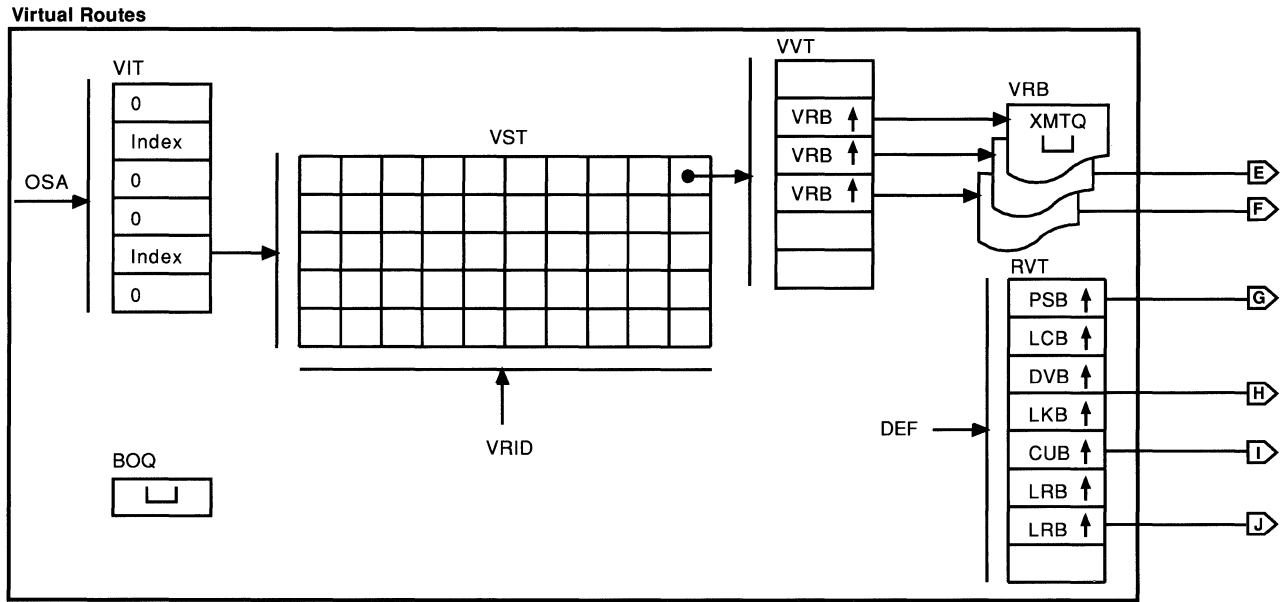 Virtual Routes
VIT
0
Index
0
0
Index
0
OSA
VST
VRID
BOQ
VVT
VRB
VRB
VRB
VRB
XMTQ
E
F
RVT
PSB
LCB
DVB
LKB
CUB
LRB
LRB
DEF
G
H
I
J